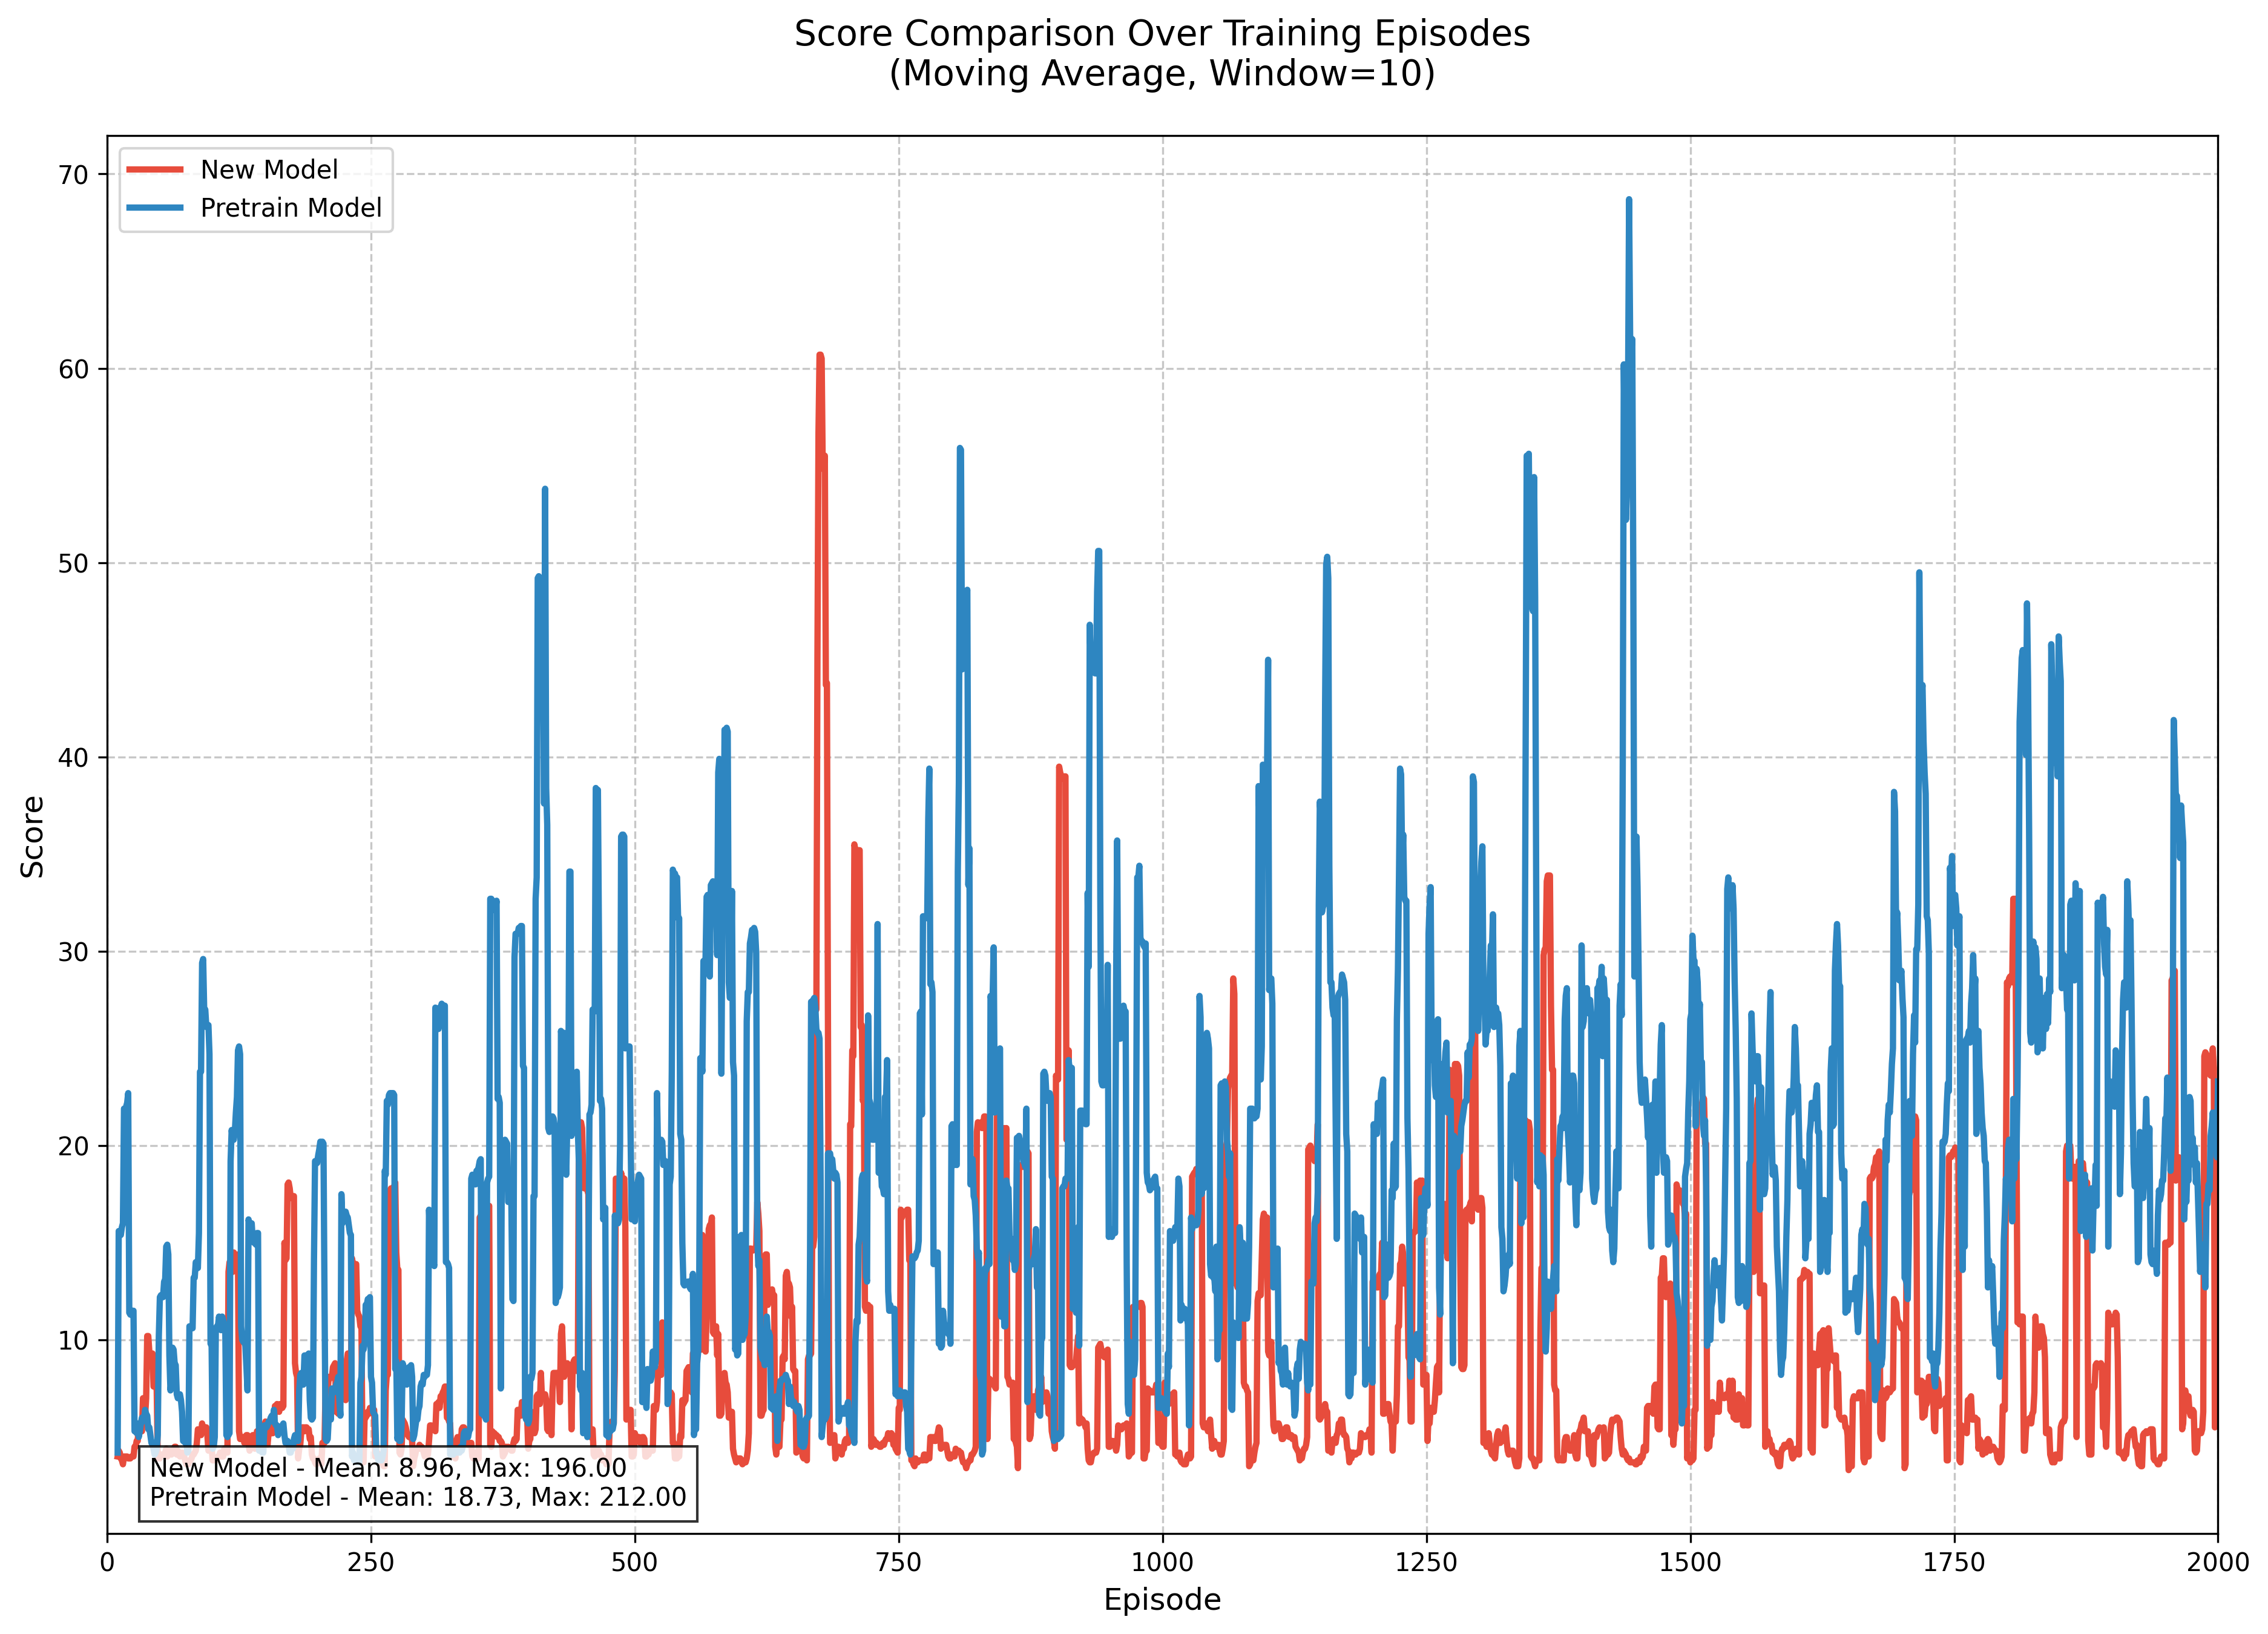 Score Comparison Over Training Episodes
(Moving Average, Window=10)
New Model
Pretrain Model
70
60
50
40
30
20
10
Score
New Model - Mean: 8.96, Max: 196.00
Pretrain Model - Mean: 18.73, Max: 212.00
0
250
500
750
1000
1250
1500
1750
2000
Episode